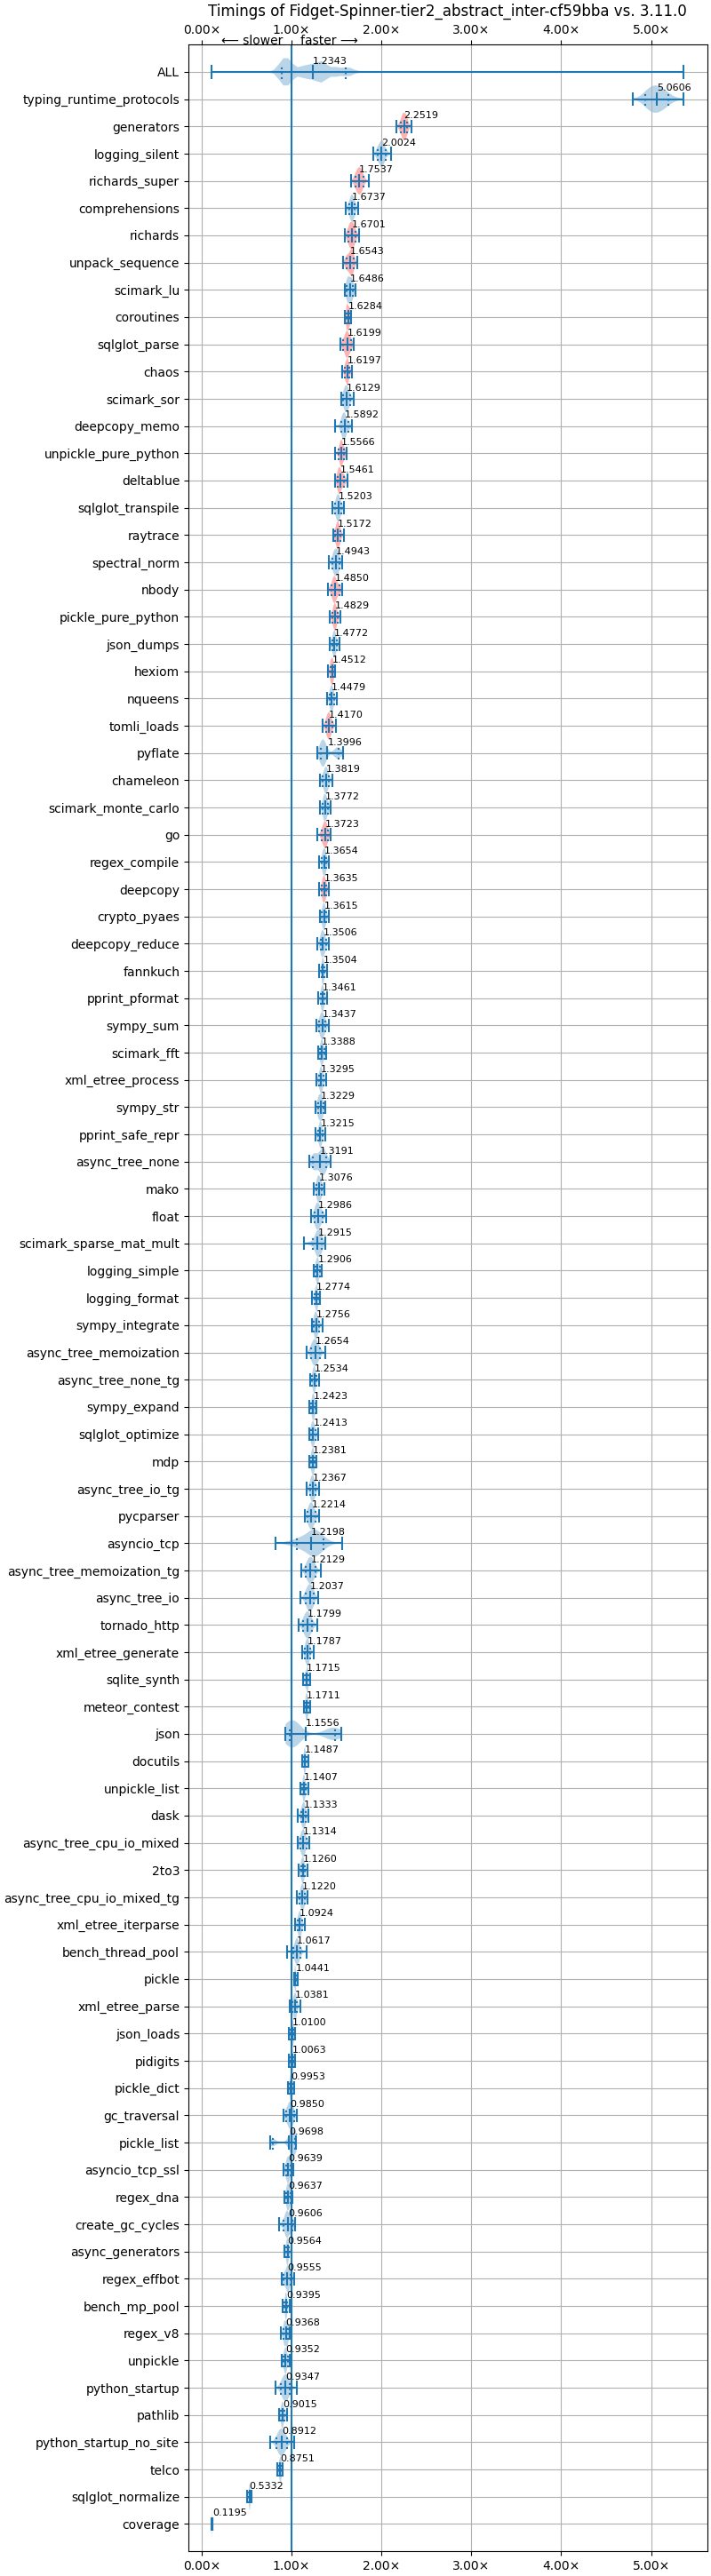 Timings of Fidget-Spinner-tier2_abstract_inter-cf59bba vs. 3.11.0
0.00× 1.00× 2.00× 3.00× 4.00× 5.00×
⟵ slower faster ⟶
ALL 1.2343
typing_runtime_protocols 5.0606
generators 2.2519
logging_silent 2.0024
richards_super 1.7537
comprehensions 1.6737
richards 1.6701
unpack_sequence 1.6543
scimark_lu 1.6486
coroutines 1.6284
sqlglot_parse 1.6199
chaos 1.6197
scimark_sor 1.6129
deepcopy_memo 1.5892
unpickle_pure_python 1.5566
deltablue 1.5461
sqlglot_transpile 1.5203
raytrace 1.5172
spectral_norm 1.4943
nbody 1.4850
pickle_pure_python 1.4829
json_dumps 1.4772
hexiom 1.4512
nqueens 1.4479
tomli_loads 1.4170
pyflate 1.3996
chameleon 1.3819
scimark_monte_carlo 1.3772
go 1.3723
regex_compile 1.3654
deepcopy 1.3635
crypto_pyaes 1.3615
deepcopy_reduce 1.3506
fannkuch 1.3504
pprint_pformat 1.3461
sympy_sum 1.3437
scimark_fft 1.3388
xml_etree_process 1.3295
sympy_str 1.3229
pprint_safe_repr 1.3215
async_tree_none 1.3191
mako 1.3076
float 1.2986
scimark_sparse_mat_mult 1.2915
logging_simple 1.2906
logging_format 1.2774
sympy_integrate 1.2756
async_tree_memoization 1.2654
async_tree_none_tg 1.2534
sympy_expand 1.2423
sqlglot_optimize 1.2413
mdp 1.2381
async_tree_io_tg 1.2367
pycparser 1.2214
asyncio_tcp 1.2198
async_tree_memoization_tg 1.2129
async_tree_io 1.2037
tornado_http 1.1799
xml_etree_generate 1.1787
sqlite_synth 1.1715
meteor_contest 1.1711
json 1.1556
docutils 1.1487
unpickle_list 1.1407
dask 1.1333
async_tree_cpu_io_mixed 1.1314
2to3 1.1260
async_tree_cpu_io_mixed_tg 1.1220
xml_etree_iterparse 1.0924
bench_thread_pool 1.0617
pickle 1.0441
xml_etree_parse 1.0381
json_loads 1.0100
pidigits 1.0063
pickle_dict 0.9953
gc_traversal 0.9850
pickle_list 0.9698
asyncio_tcp_ssl 0.9639
regex_dna 0.9637
create_gc_cycles 0.9606
async_generators 0.9564
regex_effbot 0.9555
bench_mp_pool 0.9395
regex_v8 0.9368
unpickle 0.9352
python_startup 0.9347
pathlib 0.9015
python_startup_no_site 0.8912
telco 0.8751
sqlglot_normalize 0.5332
coverage 0.1195
0.00× 1.00× 2.00× 3.00× 4.00× 5.00×